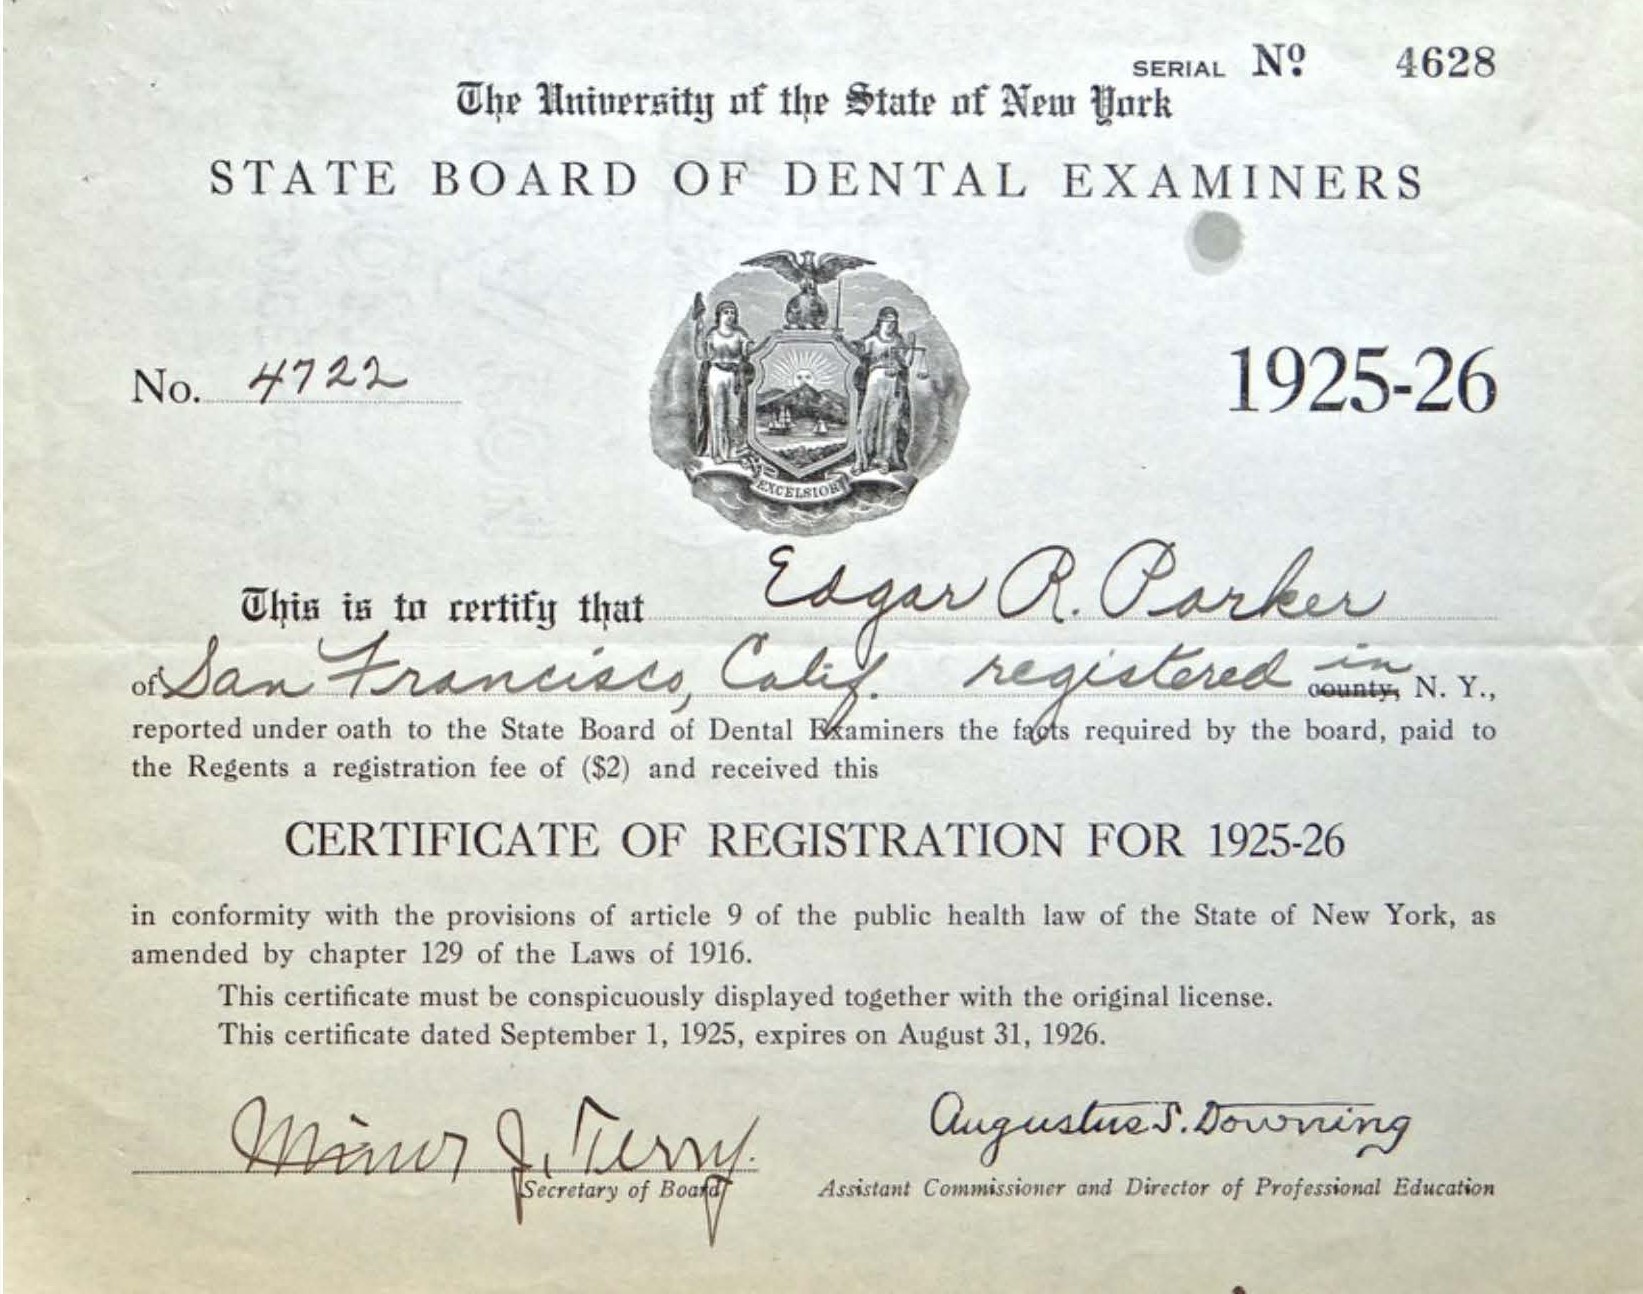 SERIAL Nº 4628
The University of the State of New York
STATE BOARD OF DENTAL EXAMINERS
No. 4722
1925-26
EXCELSIOR
This is to certify that Edgar R. Parker
of San Francisco, Calif. registered in county, N. Y.,
reported under oath to the State Board of Dental Examiners the facts required by the board, paid to
the Regents a registration fee of ($2) and received this
CERTIFICATE OF REGISTRATION FOR 1925-26
in conformity with the provisions of article 9 of the public health law of the State of New York, as
amended by chapter 129 of the Laws of 1916.
This certificate must be conspicuously displayed together with the original license.
This certificate dated September 1, 1925, expires on August 31, 1926.
Minor J. Terry.
Augustus S. Downing
Secretary of Board
Assistant Commissioner and Director of Professional Education